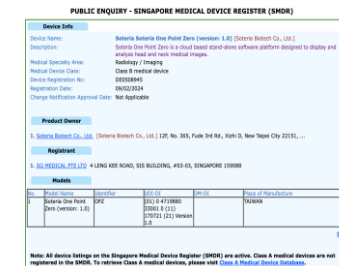 PUBLIC ENQUIRY - SINGAPORE MEDICAL DEVICE REGISTER (SMDR)
Device Info
Device Name: Soteria Soteria One Point Zero (version: 1.0) [Soteria Biotech Co., Ltd.]
Description: Soteria One Point Zero is a cloud based stand-alone software platform designed to display and
analyze head and neck medical images.
Medical Specialty Area: Radiology / Imaging
Medical Device Class: Class B medical device
Device Registration No: DE0508945
Registration Date: 09/02/2024
Change Notification Approval Date: Not Applicable
Product Owner
1. Soteria Biotech Co., Ltd. [Soteria Biotech Co., Ltd.] 12F, No. 365, Fude 3rd Rd., Xizhi D, New Taipei City 22151, ...
Registrant
1. SG MEDICAL PTE LTD 4 LENG KEE ROAD, SIS BUILDING, #03-03, SINGAPORE 159088
Models
No. Model Name Identifier UDI-DI DM-DI Place of Manufacture
1 Soteria One Point OPZ (01) 0 4719883 TAIWAN
Zero (version: 1.0) 33001 0 (11)
170721 (21) Version
1.0
Note: All device listings on the Singapore Medical Device Register (SMDR) are active. Class A medical devices are not
registered in the SMDR. To retrieve Class A medical devices, please visit Class A Medical Device Database.